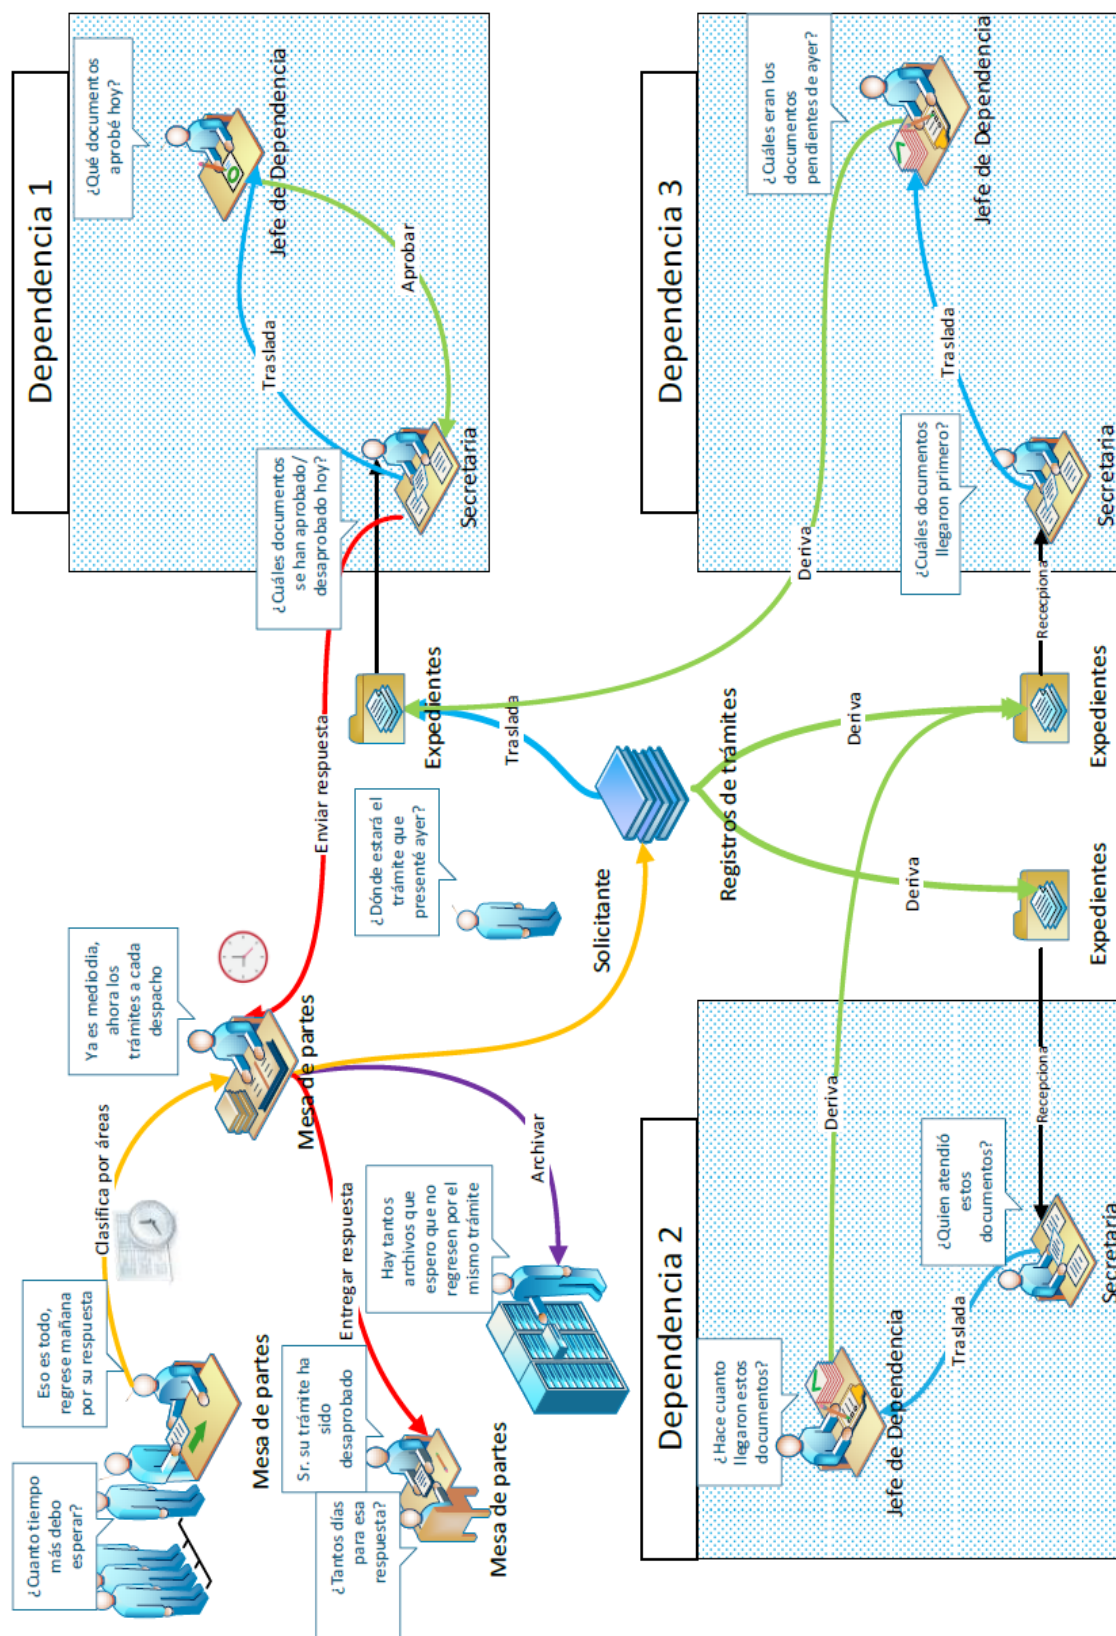 ¿Cuanto tiempo
más debo
esperar?
Eso es todo,
regrese mañana
por su respuesta
Mesa de partes
Clasifica por áreas
Ya es mediodía,
ahora los
trámites a cada
despacho
Mesa de partes
Enviar respuesta
Entregar respuesta
Sr. su trámite ha
sido
desaprobado
¿Tantos días
para esa
respuesta?
Mesa de partes
Hay tantos
archivos que
espero que no
regresen por el
mismo trámite
Archivar
¿Dónde estará el
trámite que
presenté ayer?
Solicitante
Registros de trámites
Traslada
Expedientes
Dependencia 1
¿Qué documentos
aprobé hoy?
Jefe de Dependencia
Traslada
Aprobar
¿Cuáles documentos
se han aprobado/
desaprobado hoy?
Secretaria
Dependencia 2
¿Hace cuanto
llegaron estos
documentos?
Jefe de Dependencia
Deriva
Traslada
¿Quien atendió
estos
documentos?
Secretaria
Recepciona
Deriva
Expedientes
Deriva
Expedientes
Dependencia 3
¿Cuáles eran los
documentos
pendientes de ayer?
Jefe de Dependencia
Deriva
Traslada
¿Cuáles documentos
llegaron primero?
Secretaria
Rececpiona